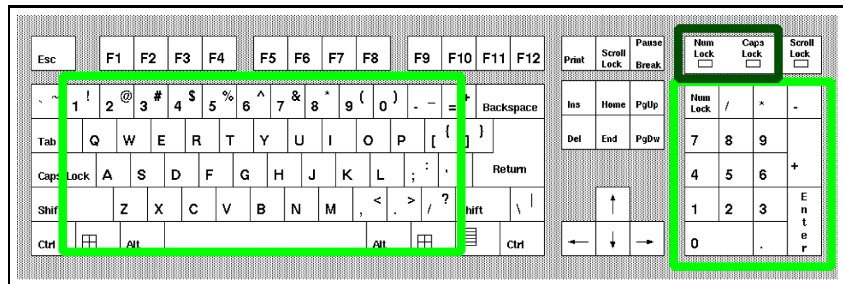 Esc F1 F2 F3 F4 F5 F6 F7 F8 F9 F10 F11 F12 Print Scroll Lock Pause Break Num Lock Caps Lock Scroll Lock
` ~ 1 ! 2 @ 3 # 4 $ 5 % 6 ^ 7 & 8 * 9 ( 0 ) - _ = + Backspace Ins Home PgUp Num Lock / * -
Tab Q W E R T Y U I O P [ { ] } Del End PgDw 7 8 9
Caps Lock A S D F G H J K L ; : ' Return 4 5 6 +
Shif Z X C V B N M , < . > / ? hift \ | ↑ 1 2 3 Enter
Ctrl Alt Alt Ctrl ← ↓ → 0 .